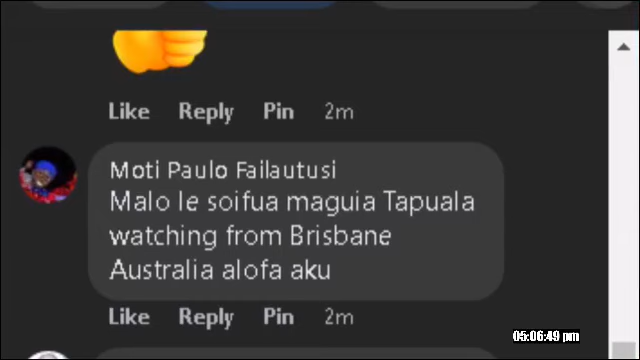 Like Reply Pin 2m
Moti Paulo Failautusi
Malo le soifua maguia Tapuala
watching from Brisbane
Australia alofa aku
Like Reply Pin 2m
05:06:49 pm